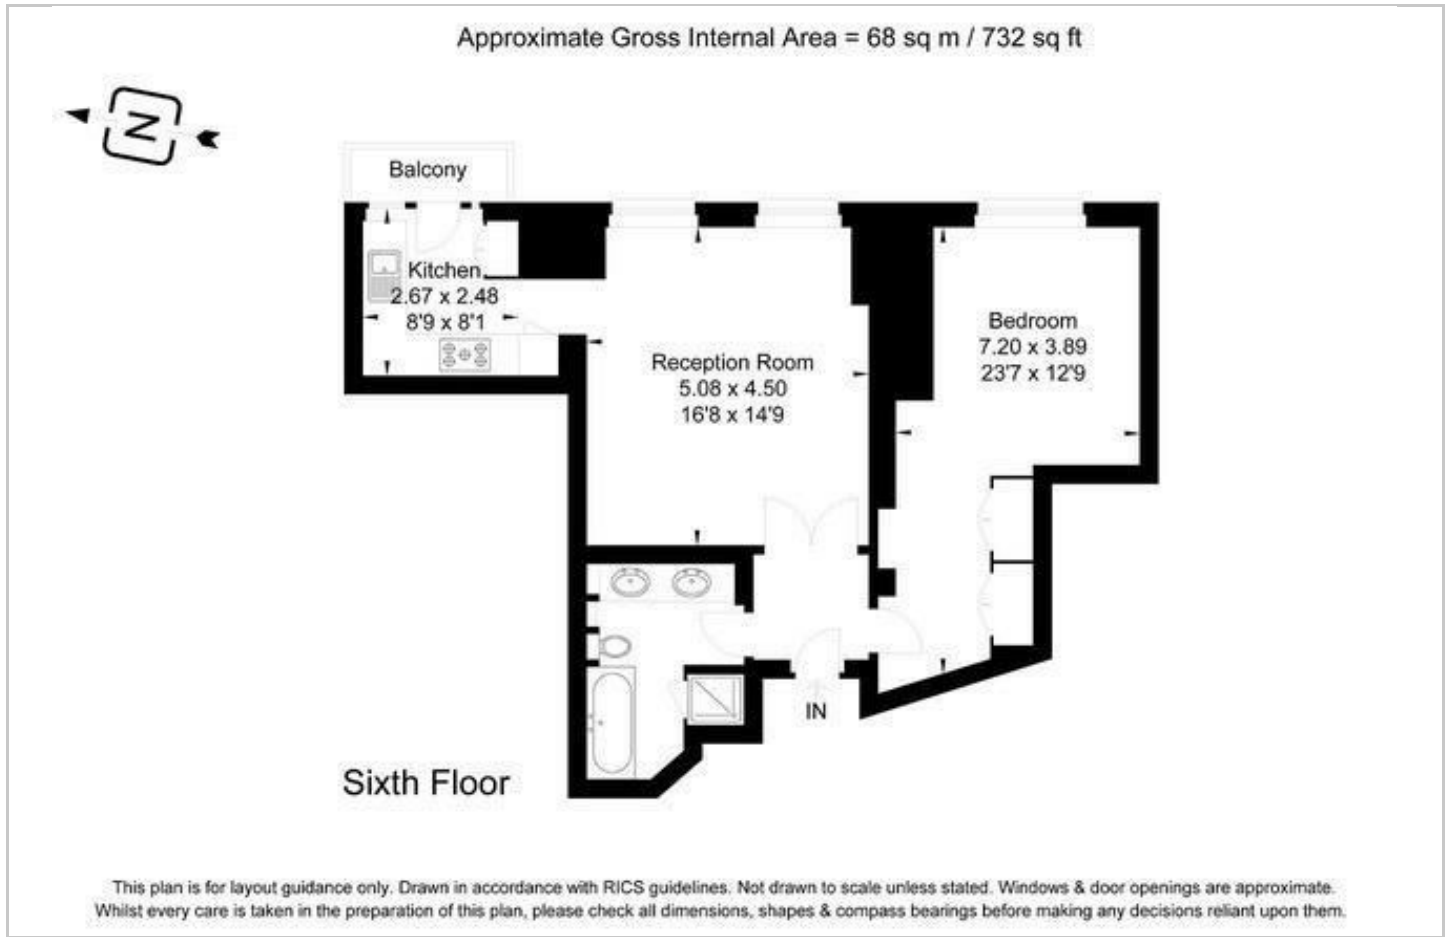 Approximate Gross Internal Area = 68 sq m / 732 sq ft
N
Balcony
Kitchen
2.67 x 2.48
8'9 x 8'1
Reception Room
5.08 x 4.50
16'8 x 14'9
Bedroom
7.20 x 3.89
23'7 x 12'9
IN
Sixth Floor
This plan is for layout guidance only. Drawn in accordance with RICS guidelines. Not drawn to scale unless stated. Windows & door openings are approximate.
Whilst every care is taken in the preparation of this plan, please check all dimensions, shapes & compass bearings before making any decisions reliant upon them.